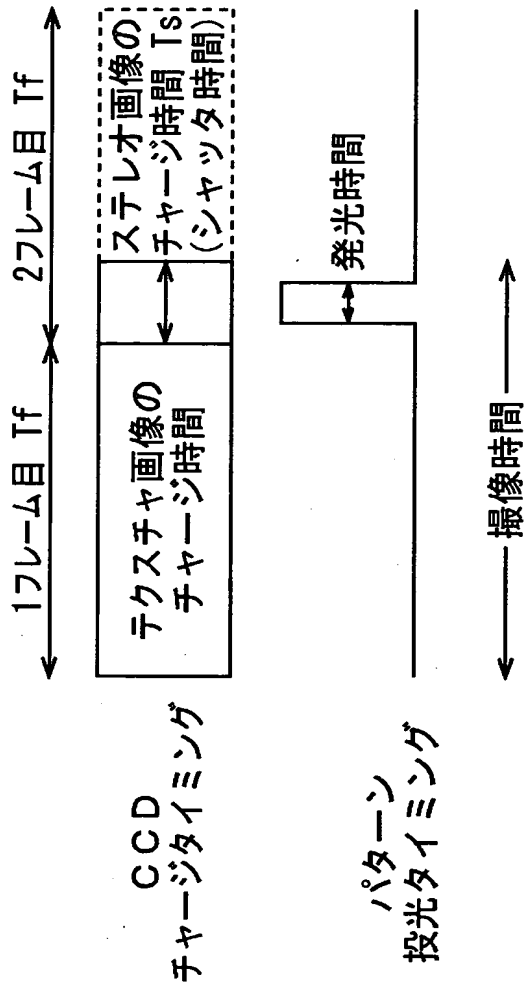 1フレーム目 Tf
2フレーム目 Tf
CCD
チャージタイミング
テクスチャ画像の
チャージ時間
ステレオ画像の
チャージ時間 Ts
(シャッタ時間)
パターン
投光タイミング
発光時間
撮像時間